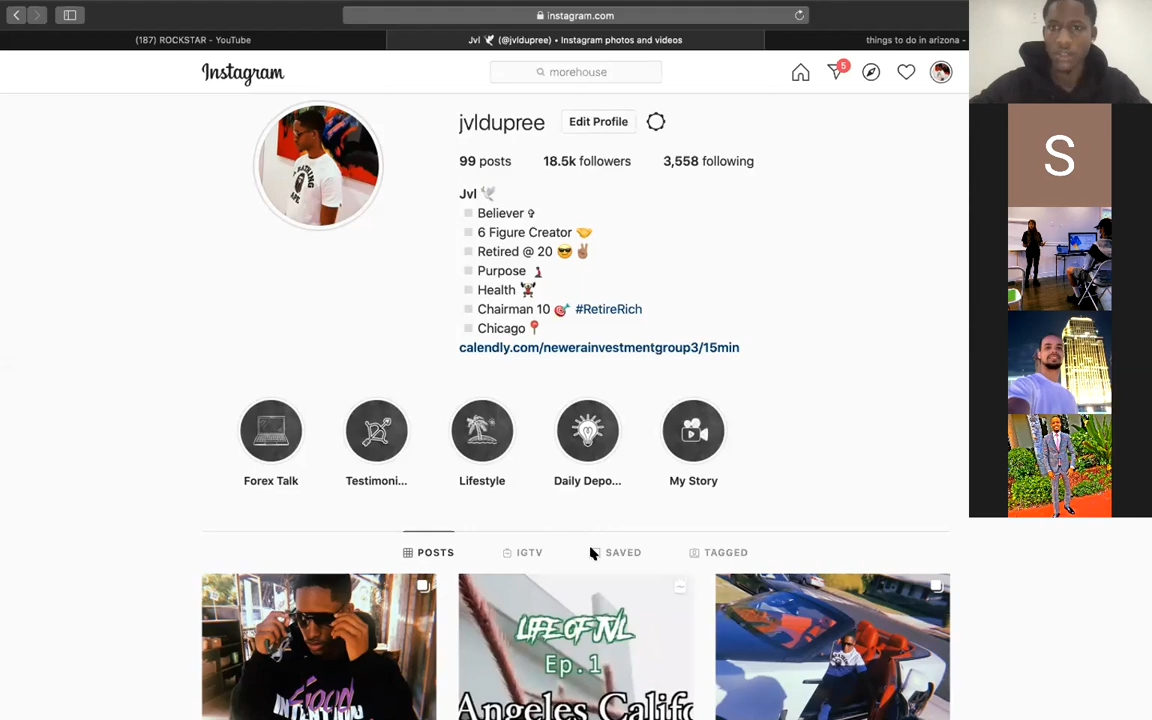 instagram.com
(187) ROCKSTAR - YouTube
Jvl 🕊 (@jvldupree) • Instagram photos and videos
things to do in arizona -
Instagram
morehouse
5
jvldupree
Edit Profile
99 posts
18.5k followers
3,558 following
Jvl 🕊
Believer ✞
6 Figure Creator 🤝
Retired @ 20 😎✌🏽
Purpose
Health
Chairman 10 🎯 #RetireRich
Chicago📍
calendly.com/newerainvestmentgroup3/15min
Forex Talk
Testimoni...
Lifestyle
Daily Depo...
My Story
POSTS
IGTV
SAVED
TAGGED
LIFE OF JVL
Ep.1
Angeles Califo
INTENTION
S